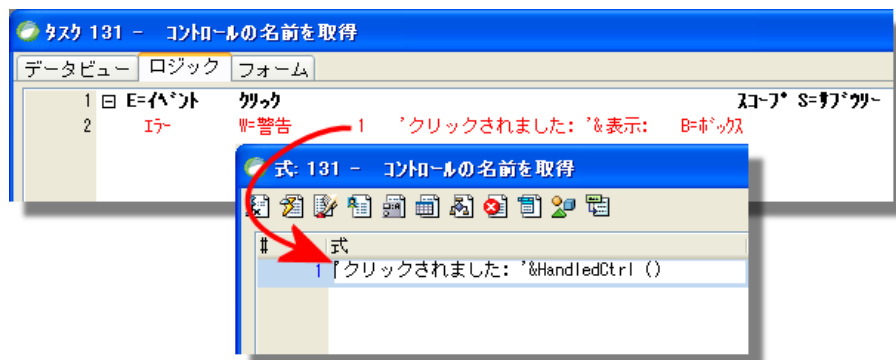 ﾀｽｸ 131 - ｺﾝﾄﾛｰﾙの名前を取得
データビュー ロジック フォーム
1 E=ｲﾍﾞﾝﾄ ｸﾘｯｸ ｽｺｰﾌﾟ S=ｻﾌﾞﾂﾘｰ
2 ｴﾗｰ W=警告 1 'クリックされました: '& 表示: B=ﾎﾞｯｸｽ
式: 131 - ｺﾝﾄﾛｰﾙの名前を取得
# 式
1 'クリックされました: '&HandledCtrl ()